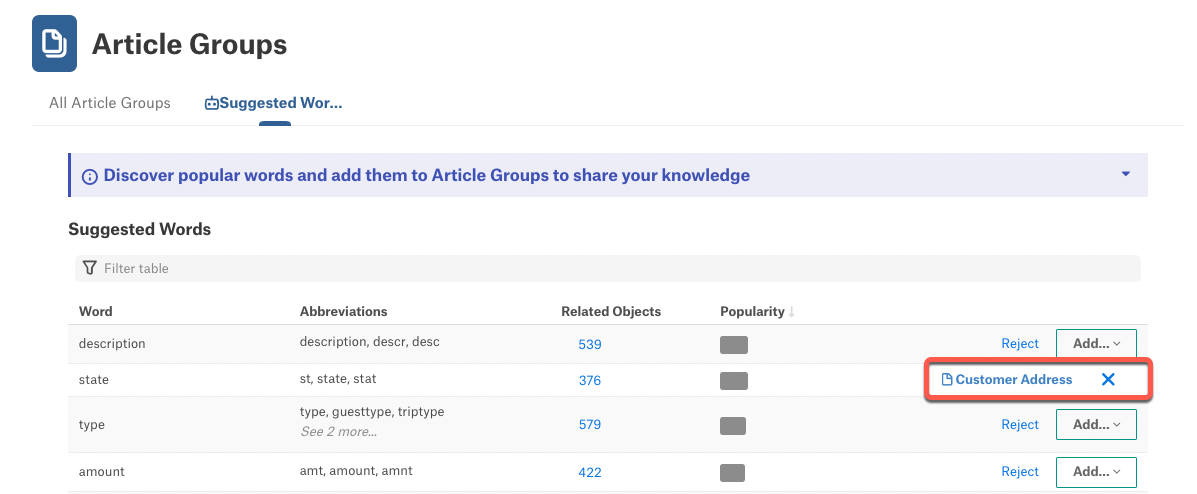 Article Groups
All Article Groups Suggested Wor...
Discover popular words and add them to Article Groups to share your knowledge
Suggested Words
Filter table
Word Abbreviations Related Objects Popularity ↓
description description, descr, desc 539 Reject Add...
state st, state, stat 376 Customer Address ✕
type type, guesttype, triptype 579 Reject Add...
See 2 more...
amount amt, amount, amnt 422 Reject Add...